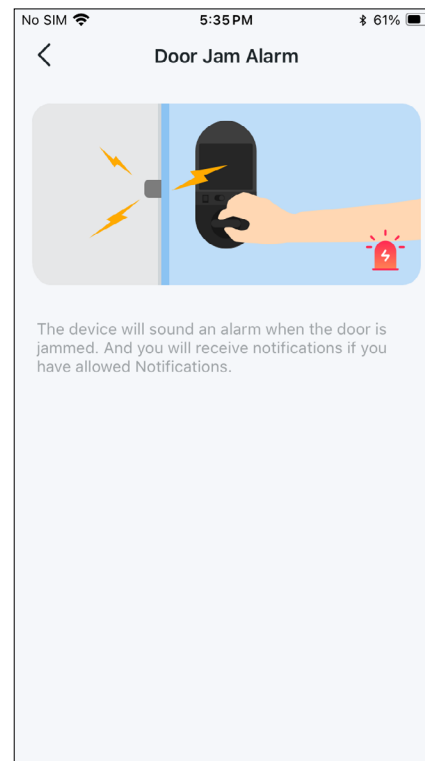 No SIM 5:35 PM 61%
Door Jam Alarm
The device will sound an alarm when the door is
jammed. And you will receive notifications if you
have allowed Notifications.